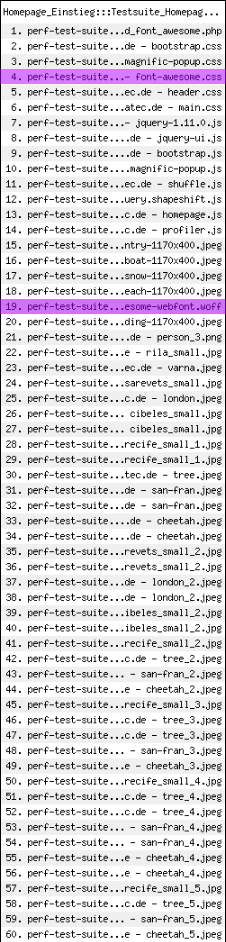 Homepage_Einstieg:::Testsuite_Homepag...
1. perf-test-suite...d_font_awesome.php
2. perf-test-suite...de - bootstrap.css
3. perf-test-suite...magnific-popup.css
4. perf-test-suite...- font-awesome.css
5. perf-test-suite...ec.de - header.css
6. perf-test-suite...atec.de - main.css
7. perf-test-suite...- jquery-1.11.0.js
8. perf-test-suite....de - jquery-ui.js
9. perf-test-suite....de - bootstrap.js
10. perf-test-suite....magnific-popup.js
11. perf-test-suite...ec.de - shuffle.js
12. perf-test-suite...uery.shapeshift.js
13. perf-test-suite...c.de - homepage.js
14. perf-test-suite...c.de - profiler.js
15. perf-test-suite...ntry-1170x400.jpeg
16. perf-test-suite...boat-1170x400.jpeg
17. perf-test-suite...snow-1170x400.jpeg
18. perf-test-suite...each-1170x400.jpeg
19. perf-test-suite...esome-webfont.woff
20. perf-test-suite...ding-1170x400.jpeg
21. perf-test-suite....de - person_3.png
22. perf-test-suite...e - rila_small.jpg
23. perf-test-suite...ec.de - varna.jpeg
24. perf-test-suite...sarevets_small.jpg
25. perf-test-suite...c.de - london.jpeg
26. perf-test-suite... cibeles_small.jpg
27. perf-test-suite... cibeles_small.jpg
28. perf-test-suite...recife_small_1.jpg
29. perf-test-suite...recife_small_1.jpg
30. perf-test-suite...tec.de - tree.jpeg
31. perf-test-suite...de - san-fran.jpeg
32. perf-test-suite...de - san-fran.jpeg
33. perf-test-suite....de - cheetah.jpeg
34. perf-test-suite....de - cheetah.jpeg
35. perf-test-suite...revets_small_2.jpg
36. perf-test-suite...revets_small_2.jpg
37. perf-test-suite...de - london_2.jpeg
38. perf-test-suite...de - london_2.jpeg
39. perf-test-suite...ibeles_small_2.jpg
40. perf-test-suite...ibeles_small_2.jpg
41. perf-test-suite...recife_small_2.jpg
42. perf-test-suite...c.de - tree_2.jpeg
43. perf-test-suite... - san-fran_2.jpeg
44. perf-test-suite...e - cheetah_2.jpeg
45. perf-test-suite...recife_small_3.jpg
46. perf-test-suite...c.de - tree_3.jpeg
47. perf-test-suite...c.de - tree_3.jpeg
48. perf-test-suite... - san-fran_3.jpeg
49. perf-test-suite...e - cheetah_3.jpeg
50. perf-test-suite...recife_small_4.jpg
51. perf-test-suite...c.de - tree_4.jpeg
52. perf-test-suite...c.de - tree_4.jpeg
53. perf-test-suite... - san-fran_4.jpeg
54. perf-test-suite... - san-fran_4.jpeg
55. perf-test-suite...e - cheetah_4.jpeg
56. perf-test-suite...e - cheetah_4.jpeg
57. perf-test-suite...recife_small_5.jpg
58. perf-test-suite...c.de - tree_5.jpeg
59. perf-test-suite... - san-fran_5.jpeg
60. perf-test-suite...e - cheetah_5.jpeg